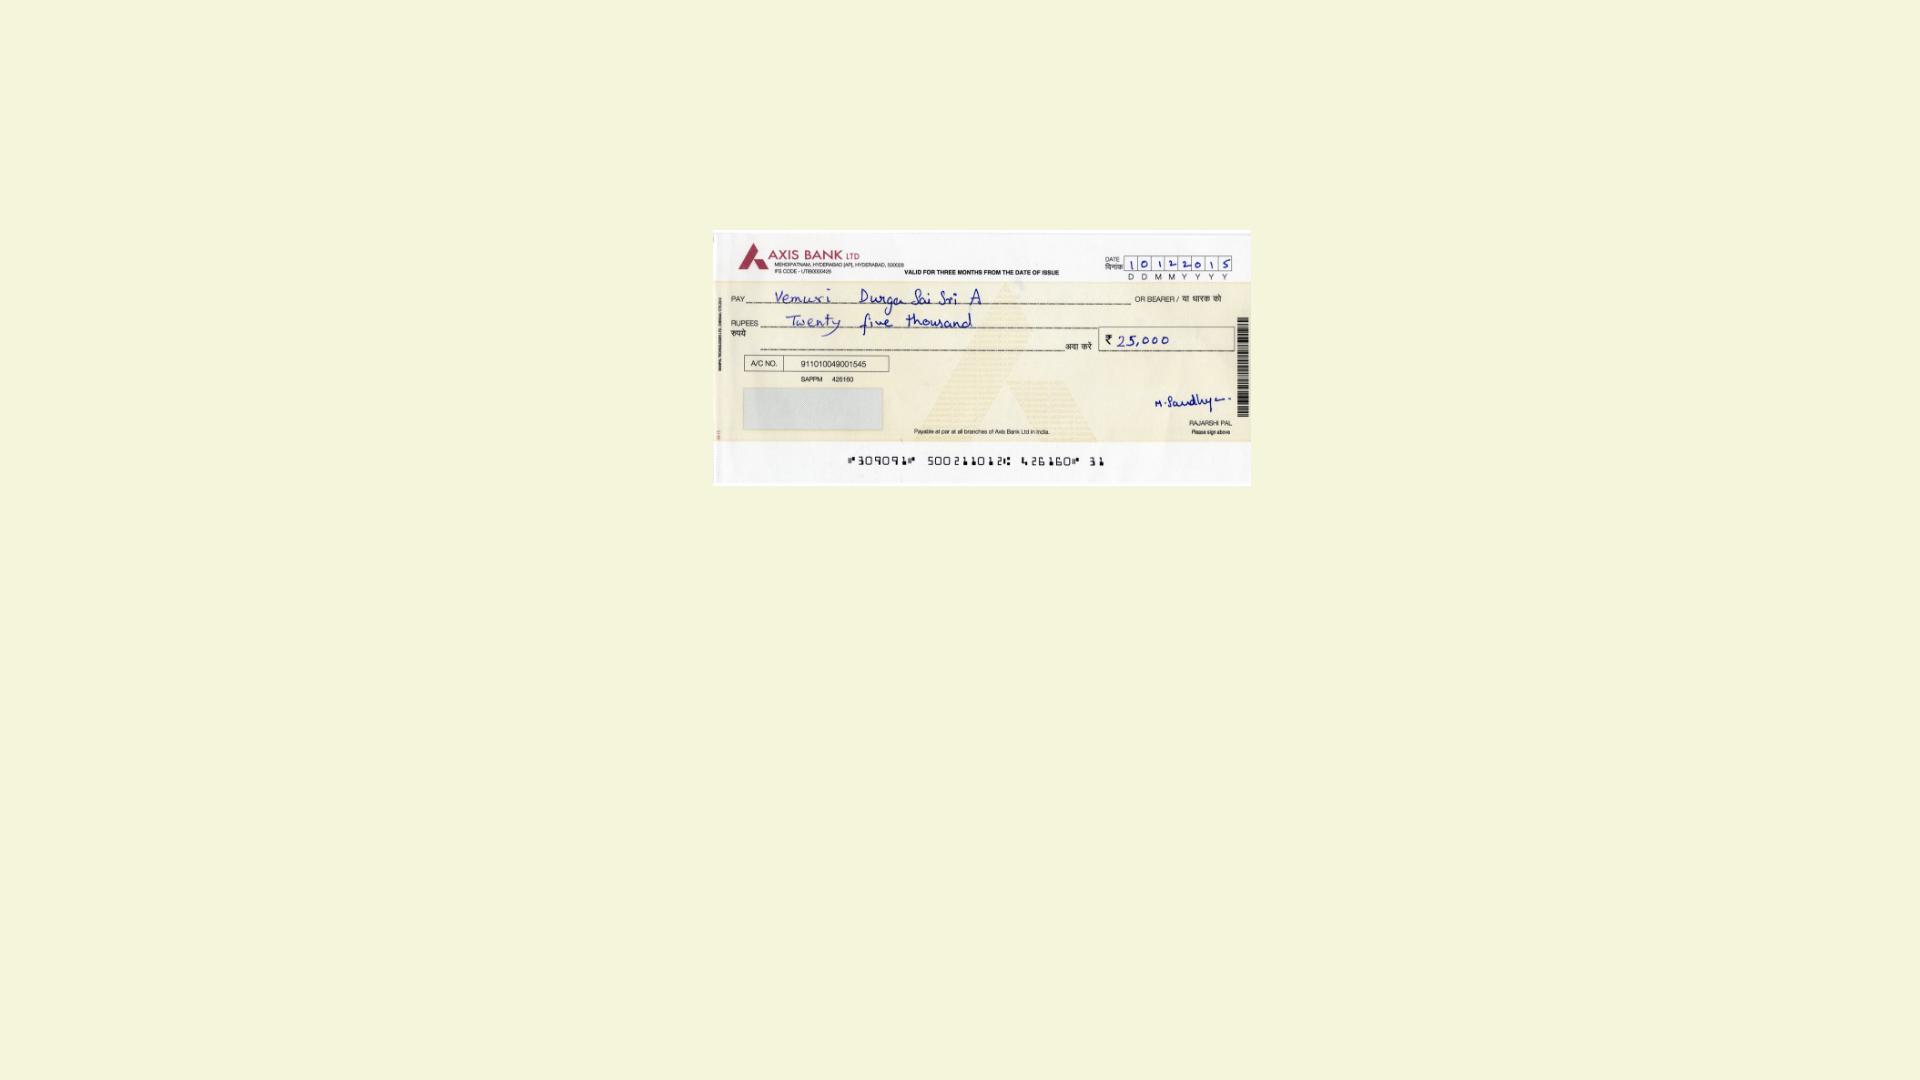 AXIS BANK LTD
MEHDIPATNAM, HYDERABAD [AP], HYDERABAD, 500028
IFS CODE - UTIB0000426
VALID FOR THREE MONTHS FROM THE DATE OF ISSUE
DATE
दिनांक
1 0 1 2 2 0 1 5
D D M M Y Y Y Y
PAY Vemuri Durga Sai Sri A OR BEARER / या धारक को
RUPEES Twenty five thousand
रुपये
अदा करें ₹ 25,000
A/C NO. 911010049001545
SAPPM 426160
M. Sandhya
RAJARSHI PAL
Please sign above
Payable at par at all branches of Axis Bank Ltd in India.
⑈309091⑈ 500211012⑆ 426160⑈ 31